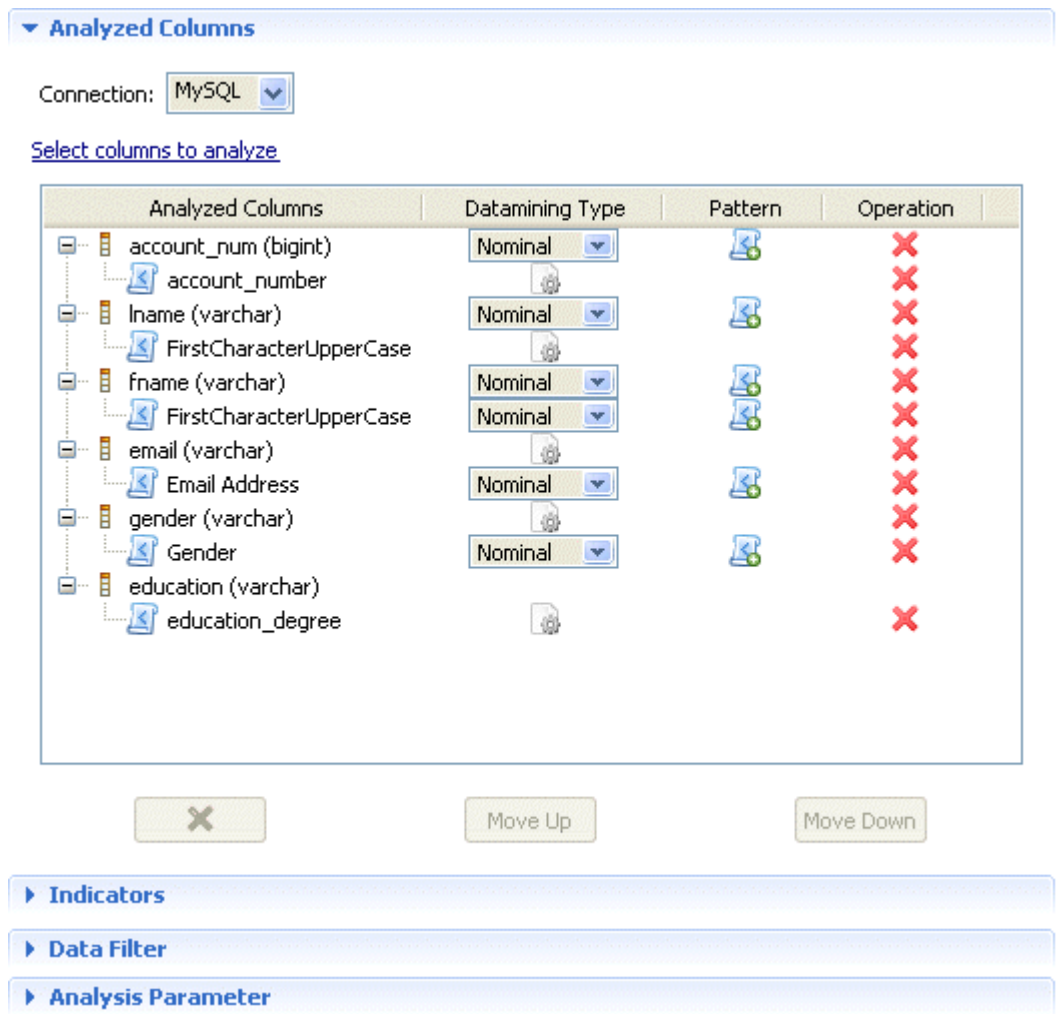 Analyzed Columns
Connection: MySQL
Select columns to analyze
Analyzed Columns Datamining Type Pattern Operation
account_num (bigint) Nominal
account_number
lname (varchar) Nominal
FirstCharacterUpperCase
fname (varchar) Nominal
FirstCharacterUpperCase Nominal
email (varchar)
Email Address Nominal
gender (varchar)
Gender Nominal
education (varchar)
education_degree
Move Up Move Down
Indicators
Data Filter
Analysis Parameter